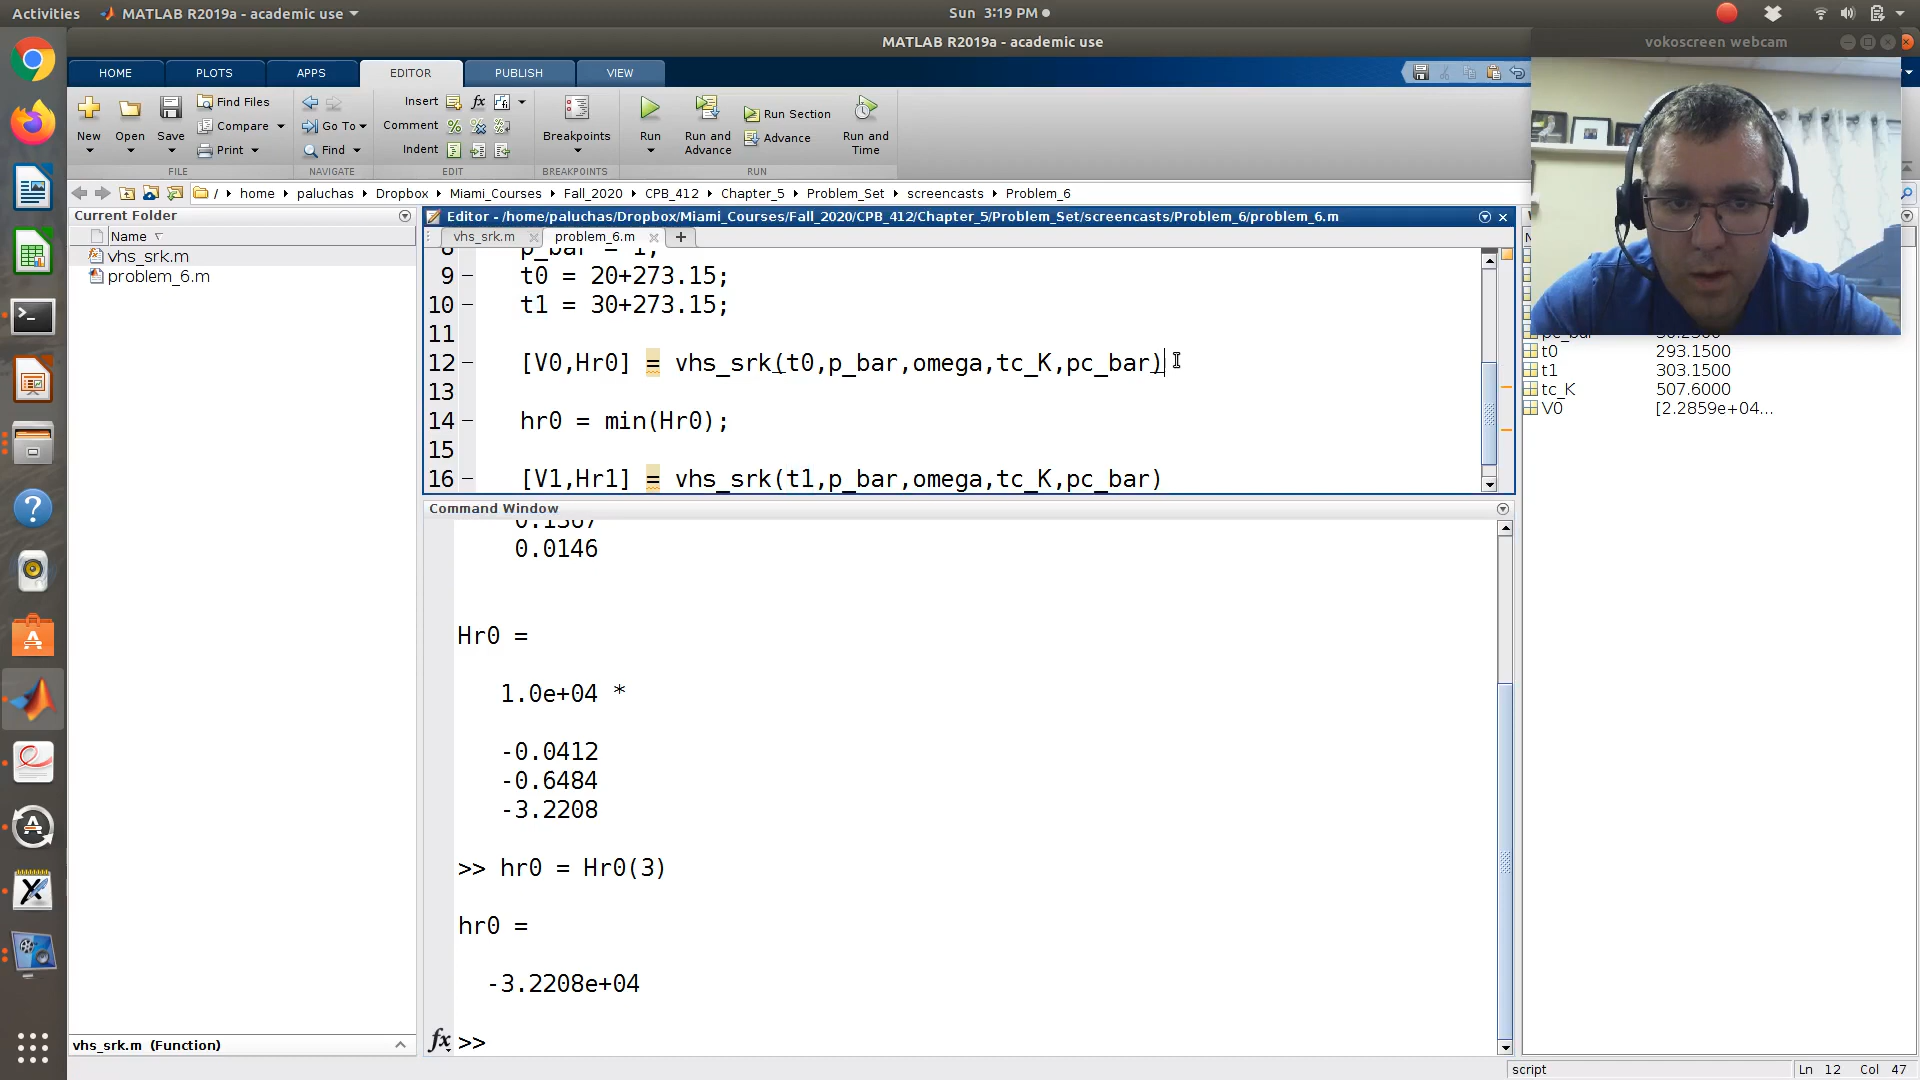 Activities MATLAB R2019a - academic use Sun 3:19 PM
MATLAB R2019a - academic use
vokoscreen webcam
HOME PLOTS APPS EDITOR PUBLISH VIEW
New Open Save Find Files Compare Print
Go To Find
Insert fx
Comment
Indent
Breakpoints
Run
Run and Advance
Run Section
Advance
Run and Time
FILE NAVIGATE EDIT BREAKPOINTS RUN
/ home paluchas Dropbox Miami_Courses Fall_2020 CPB_412 Chapter_5 Problem_Set screencasts Problem_6
Current Folder
Name
vhs_srk.m
problem_6.m
vhs_srk.m (Function)
Editor - /home/paluchas/Dropbox/Miami_Courses/Fall_2020/CPB_412/Chapter_5/Problem_Set/screencasts/Problem_6/problem_6.m
vhs_srk.m problem_6.m
8 p_bar = 1;
9 t0 = 20+273.15;
10 t1 = 30+273.15;
11
12 [V0,Hr0] = vhs_srk(t0,p_bar,omega,tc_K,pc_bar)
13
14 hr0 = min(Hr0);
15
16 [V1,Hr1] = vhs_srk(t1,p_bar,omega,tc_K,pc_bar)
Command Window
0.1367
0.0146
Hr0 =
1.0e+04 *
-0.0412
-0.6484
-3.2208
>> hr0 = Hr0(3)
hr0 =
-3.2208e+04
fx >>
t0 293.1500
t1 303.1500
tc_K 507.6000
V0 [2.2859e+04...
script Ln 12 Col 47